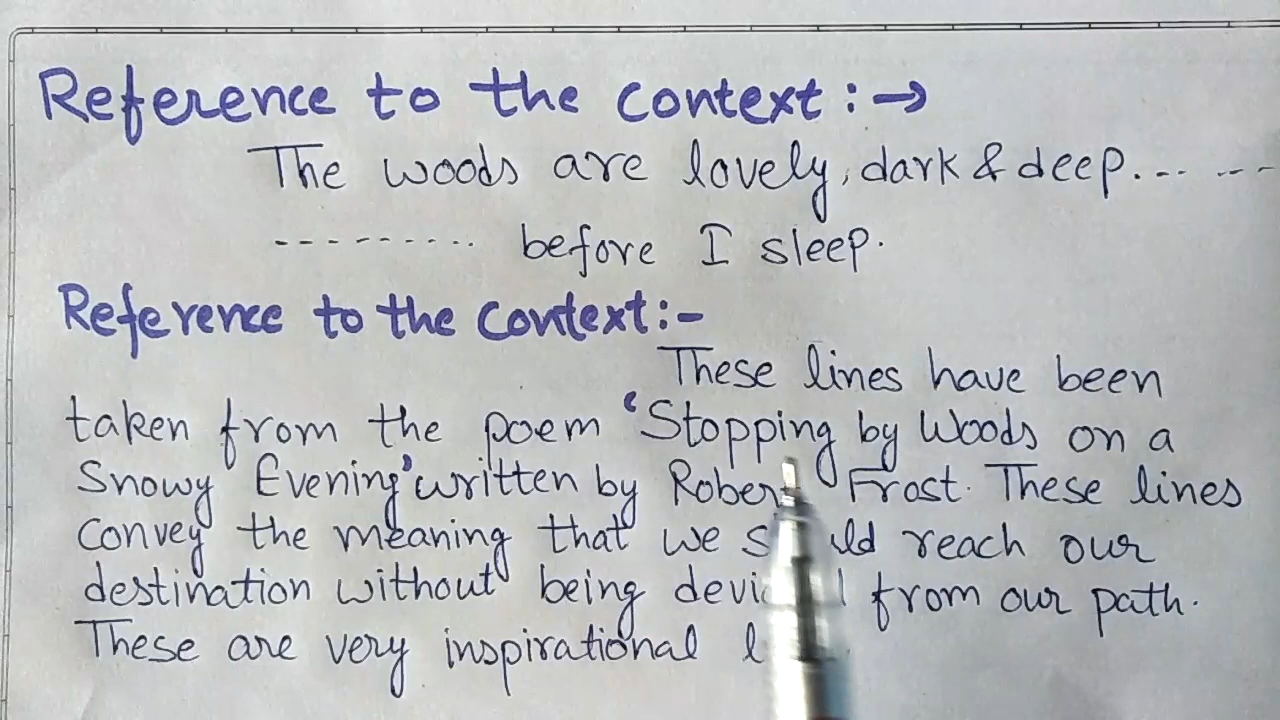 Reference to the context :→
The woods are lovely, dark & deep... ---
---------- before I sleep.
Reference to the context:-
These lines have been
taken from the poem ‘Stopping by Woods on a
Snowy Evening’ written by Robert Frost. These lines
convey the meaning that we should reach our
destination without being from our path.
These are very inspirational